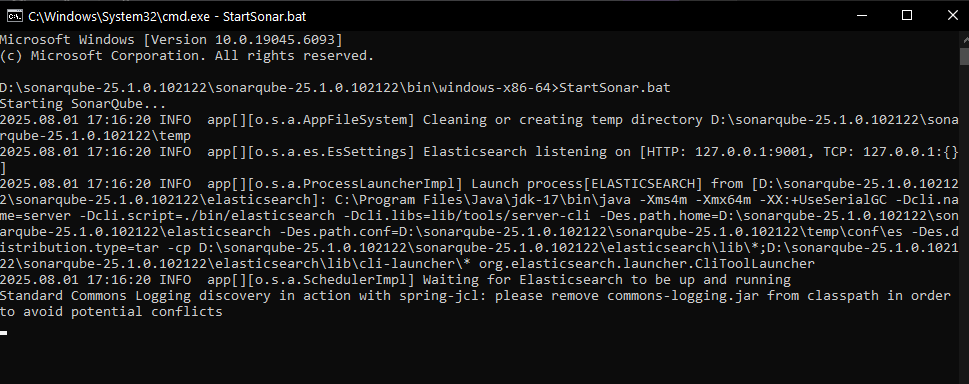 C:\Windows\System32\cmd.exe - StartSonar.bat
Microsoft Windows [Version 10.0.19045.6093]
(c) Microsoft Corporation. All rights reserved.
D:\sonarqube-25.1.0.102122\sonarqube-25.1.0.102122\bin\windows-x86-64>StartSonar.bat
Starting SonarQube...
2025.08.01 17:16:20 INFO  app[][o.s.a.AppFileSystem] Cleaning or creating temp directory D:\sonarqube-25.1.0.102122\sona
rqube-25.1.0.102122\temp
2025.08.01 17:16:20 INFO  app[][o.s.a.es.EsSettings] Elasticsearch listening on [HTTP: 127.0.0.1:9001, TCP: 127.0.0.1:{}
]
2025.08.01 17:16:20 INFO  app[][o.s.a.ProcessLauncherImpl] Launch process[ELASTICSEARCH] from [D:\sonarqube-25.1.0.10212
2\sonarqube-25.1.0.102122\elasticsearch]: C:\Program Files\Java\jdk-17\bin\java -Xms4m -Xmx64m -XX:+UseSerialGC -Dcli.na
me=server -Dcli.script=./bin/elasticsearch -Dcli.libs=lib/tools/server-cli -Des.path.home=D:\sonarqube-25.1.0.102122\son
arqube-25.1.0.102122\elasticsearch -Des.path.conf=D:\sonarqube-25.1.0.102122\sonarqube-25.1.0.102122\temp\conf\es -Des.d
istribution.type=tar -cp D:\sonarqube-25.1.0.102122\sonarqube-25.1.0.102122\elasticsearch\lib\*;D:\sonarqube-25.1.0.1021
22\sonarqube-25.1.0.102122\elasticsearch\lib\cli-launcher\* org.elasticsearch.launcher.CliToolLauncher
2025.08.01 17:16:20 INFO  app[][o.s.a.SchedulerImpl] Waiting for Elasticsearch to be up and running
Standard Commons Logging discovery in action with spring-jcl: please remove commons-logging.jar from classpath in order
to avoid potential conflicts